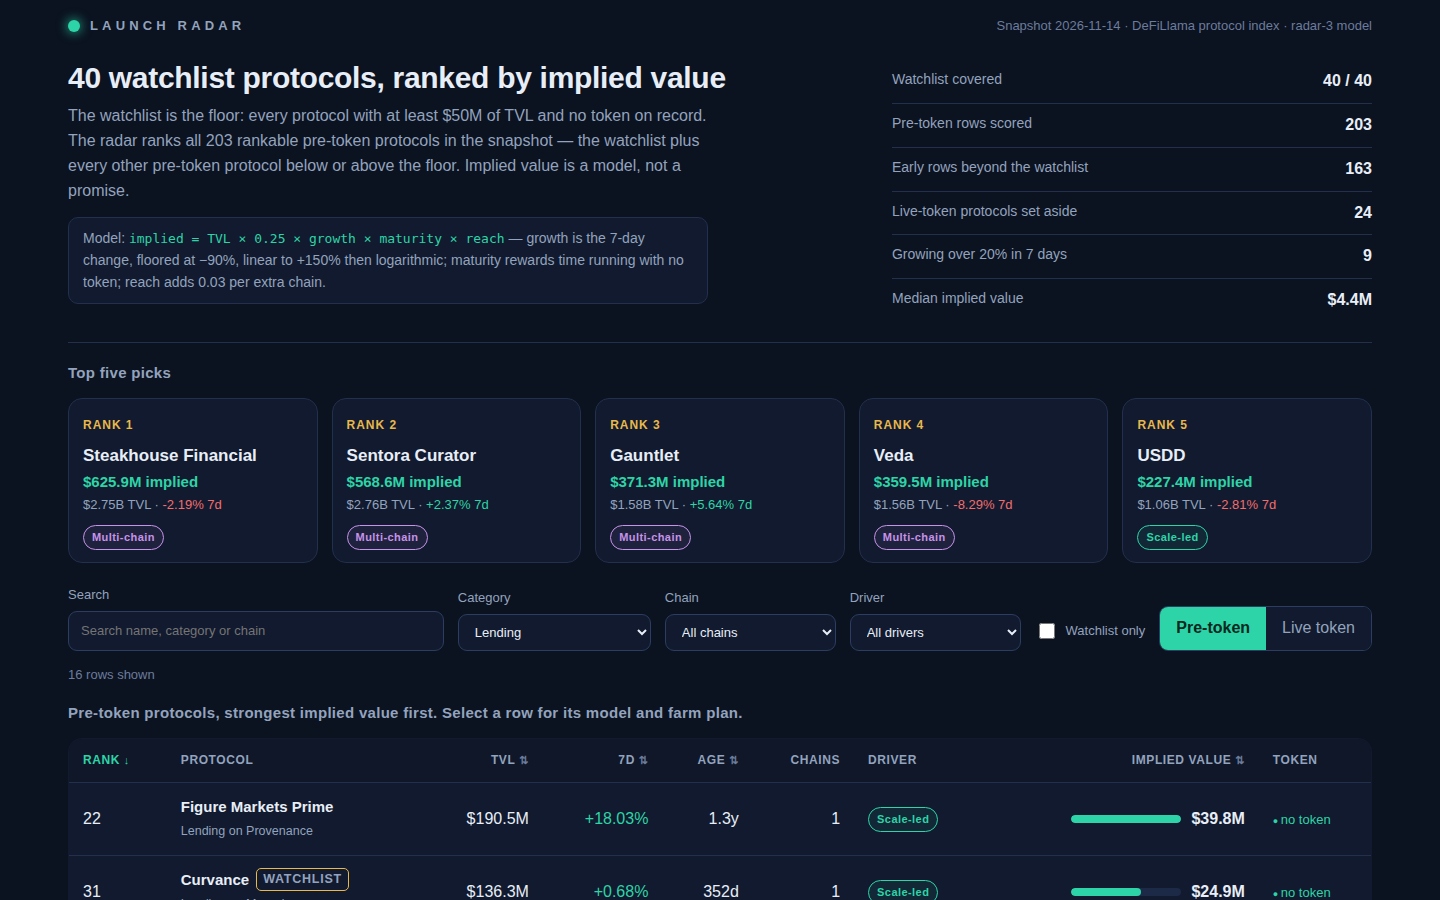 LAUNCH RADAR
Snapshot 2026-11-14 · DeFiLlama protocol index · radar-3 model
40 watchlist protocols, ranked by implied value
The watchlist is the floor: every protocol with at least $50M of TVL and no token on record.
The radar ranks all 203 rankable pre-token protocols in the snapshot — the watchlist plus
every other pre-token protocol below or above the floor. Implied value is a model, not a
promise.
Model: implied = TVL × 0.25 × growth × maturity × reach — growth is the 7-day
change, floored at −90%, linear to +150% then logarithmic; maturity rewards time running with no
token; reach adds 0.03 per extra chain.
Watchlist covered 40 / 40
Pre-token rows scored 203
Early rows beyond the watchlist 163
Live-token protocols set aside 24
Growing over 20% in 7 days 9
Median implied value $4.4M
Top five picks
RANK 1
Steakhouse Financial
$625.9M implied
$2.75B TVL · -2.19% 7d
Multi-chain
RANK 2
Sentora Curator
$568.6M implied
$2.76B TVL · +2.37% 7d
Multi-chain
RANK 3
Gauntlet
$371.3M implied
$1.58B TVL · +5.64% 7d
Multi-chain
RANK 4
Veda
$359.5M implied
$1.56B TVL · -8.29% 7d
Multi-chain
RANK 5
USDD
$227.4M implied
$1.06B TVL · -2.81% 7d
Scale-led
Search
Search name, category or chain
Category
Lending
Chain
All chains
Driver
All drivers
Watchlist only
Pre-token Live token
16 rows shown
Pre-token protocols, strongest implied value first. Select a row for its model and farm plan.
RANK ↓ PROTOCOL TVL ⇅ 7D ⇅ AGE ⇅ CHAINS DRIVER IMPLIED VALUE ⇅ TOKEN
22 Figure Markets Prime $190.5M +18.03% 1.3y 1 Scale-led $39.8M • no token
Lending on Provenance
31 Curvance WATCHLIST $136.3M +0.68% 352d 1 Scale-led $24.9M • no token